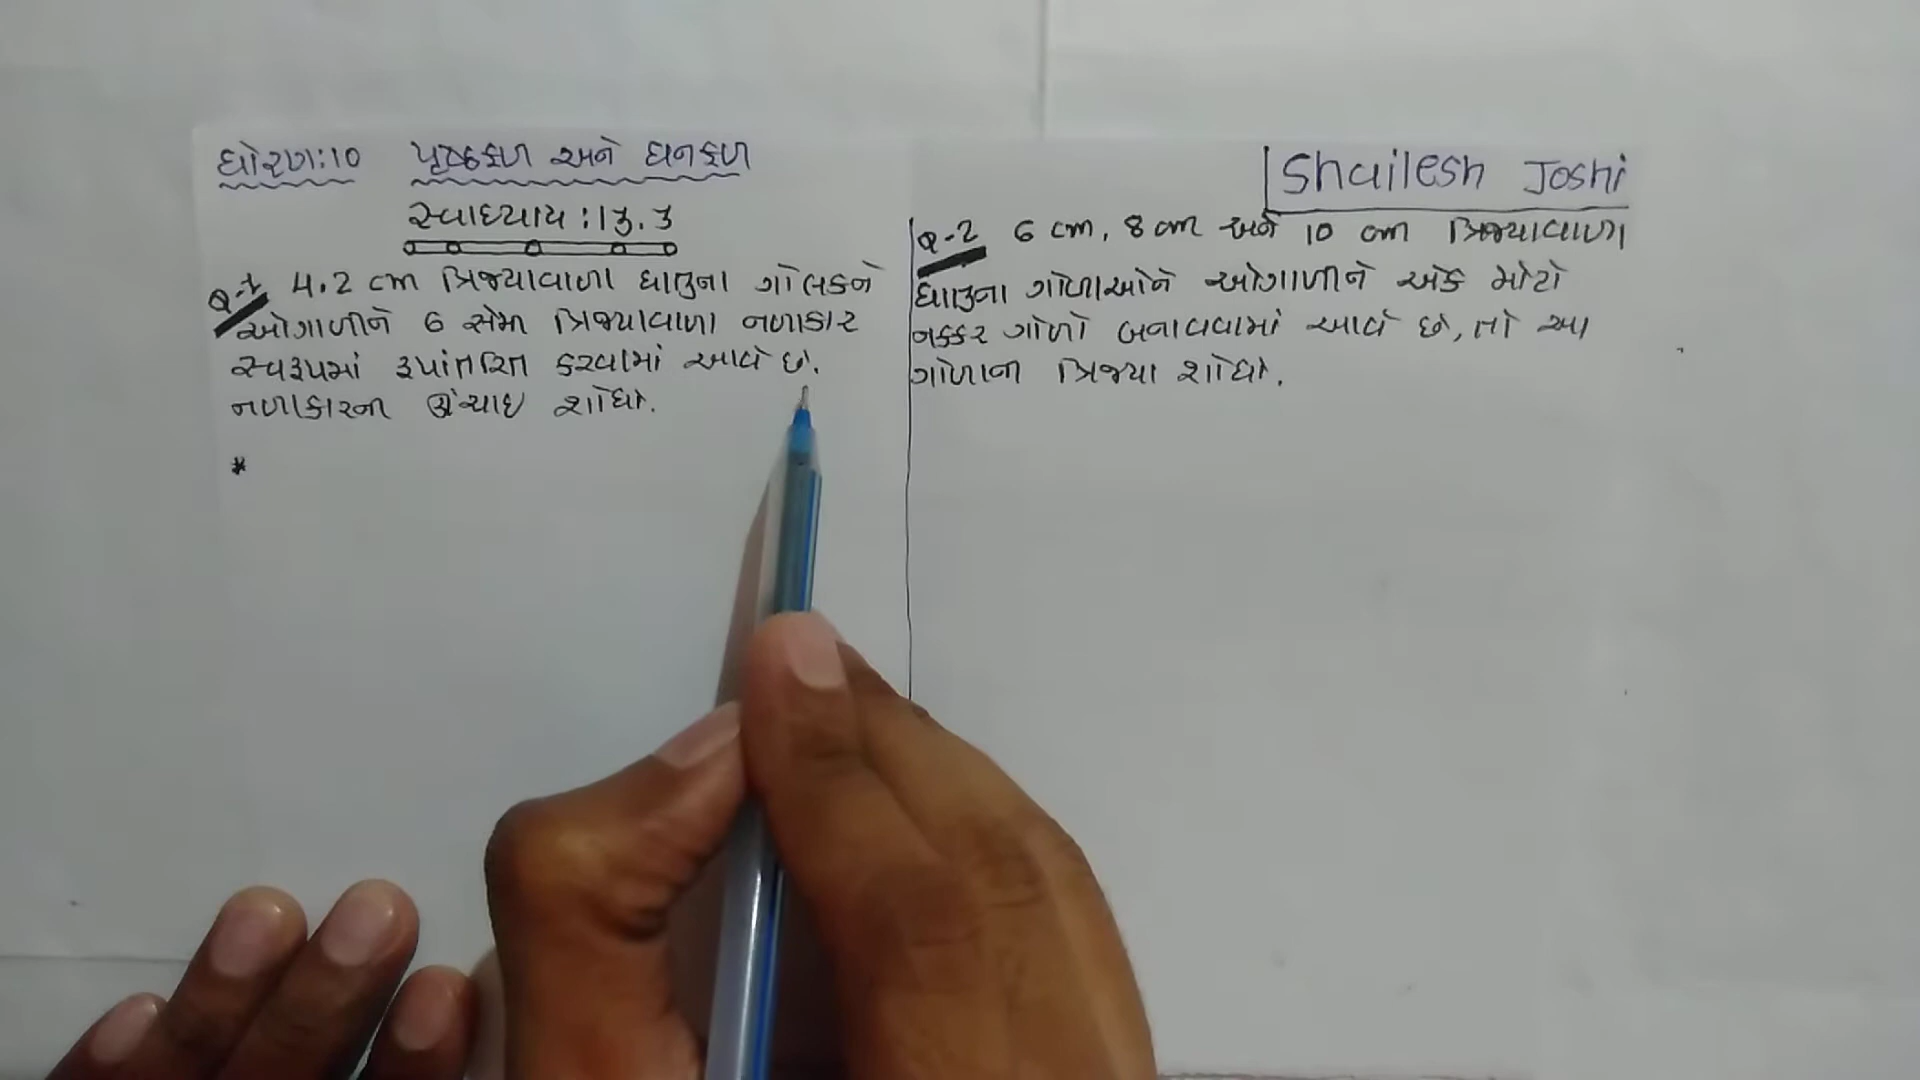 ધોરણ:10 પૃષ્ઠફળ અને ઘનફળ
Shailesh Joshi
સ્વાધ્યાય : 13.3
Q-1 4.2 cm ત્રિજ્યાવાળા ધાતુના ગોલકને
ઓગાળીને 6 સેમી ત્રિજ્યાવાળા નળાકાર
સ્વરૂપમાં રૂપાંતરિત કરવામાં આવે છે.
નળાકારની ઊંચાઇ શોધો.
*
Q-2 6 cm, 8 cm અને 10 cm ત્રિજ્યાવાળા
ધાતુના ગોળાઓને ઓગાળીને એક મોટો
નક્કર ગોળો બનાવવામાં આવે છે, તો આ
ગોળાની ત્રિજ્યા શોધો.